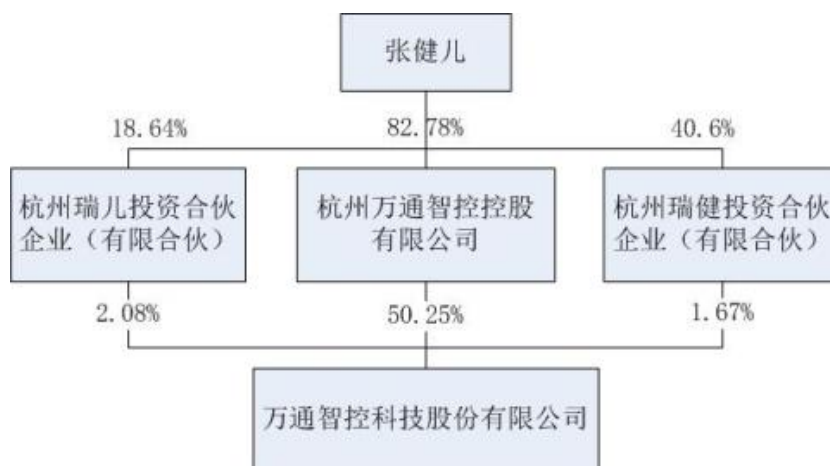 张健儿
18.64%
82.78%
40.6%
杭州瑞儿投资合伙
企业（有限合伙）
杭州万通智控控股
有限公司
杭州瑞健投资合伙
企业（有限合伙）
2.08%
50.25%
1.67%
万通智控科技股份有限公司